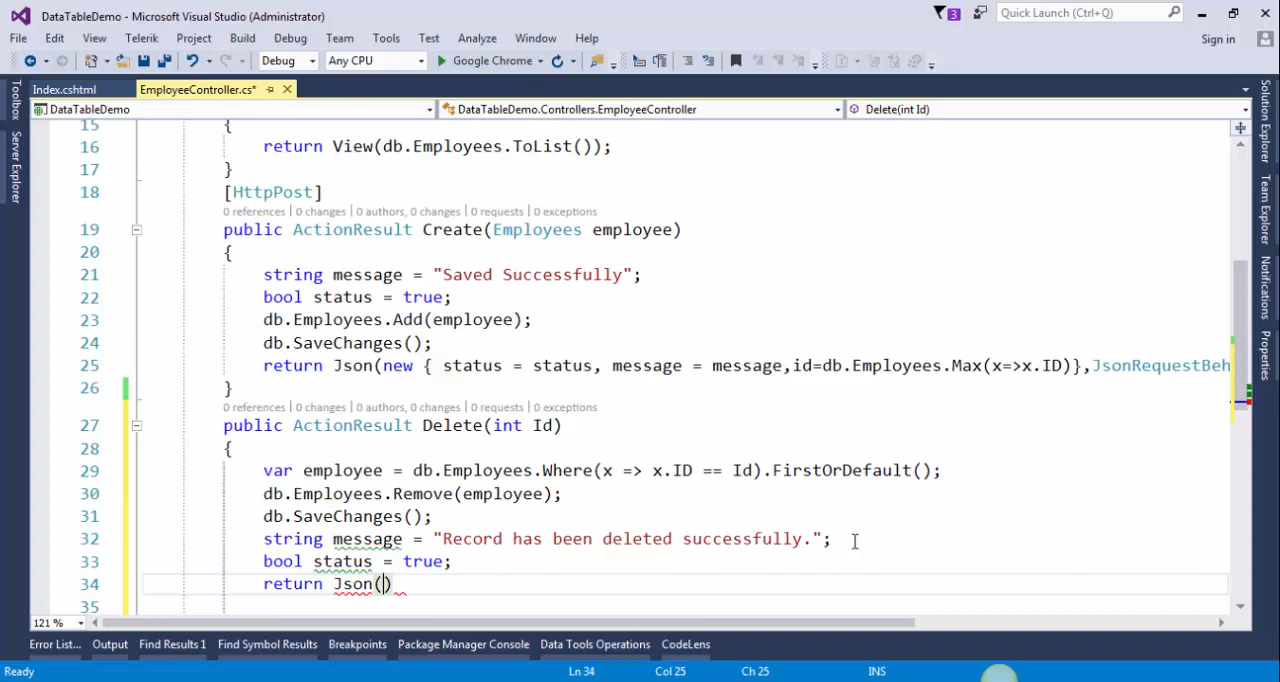 DataTableDemo - Microsoft Visual Studio (Administrator)
3
Quick Launch (Ctrl+Q)
File Edit View Telerik Project Build Debug Team Tools Test Analyze Window Help
Sign in
Debug Any CPU Google Chrome
Index.cshtml EmployeeController.cs*
DataTableDemo DataTableDemo.Controllers.EmployeeController Delete(int Id)
Toolbox
Server Explorer
15 {
16 return View(db.Employees.ToList());
17 }
18 [HttpPost]
0 references | 0 changes | 0 authors, 0 changes | 0 requests | 0 exceptions
19 public ActionResult Create(Employees employee)
20 {
21 string message = "Saved Successfully";
22 bool status = true;
23 db.Employees.Add(employee);
24 db.SaveChanges();
25 return Json(new { status = status, message = message,id=db.Employees.Max(x=>x.ID)},JsonRequestBeh
26 }
0 references | 0 changes | 0 authors, 0 changes | 0 requests | 0 exceptions
27 public ActionResult Delete(int Id)
28 {
29 var employee = db.Employees.Where(x => x.ID == Id).FirstOrDefault();
30 db.Employees.Remove(employee);
31 db.SaveChanges();
32 string message = "Record has been deleted successfully.";
33 bool status = true;
34 return Json()
35
Solution Explorer
Team Explorer
Notifications
Properties
121 %
Error List... Output Find Results 1 Find Symbol Results Breakpoints Package Manager Console Data Tools Operations CodeLens
Ready Ln 34 Col 25 Ch 25 INS